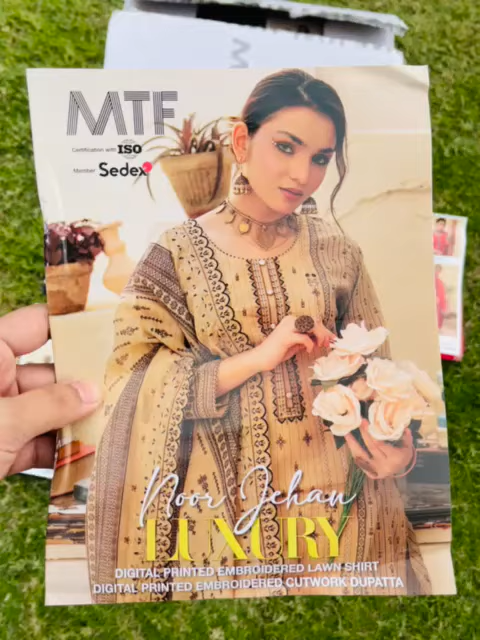 MTF
Certification with ISO
Member Sedex
Noor Jehan
LUXURY
DIGITAL PRINTED EMBROIDERED LAWN SHIRT
DIGITAL PRINTED EMBROIDERED CUTWORK DUPATTA